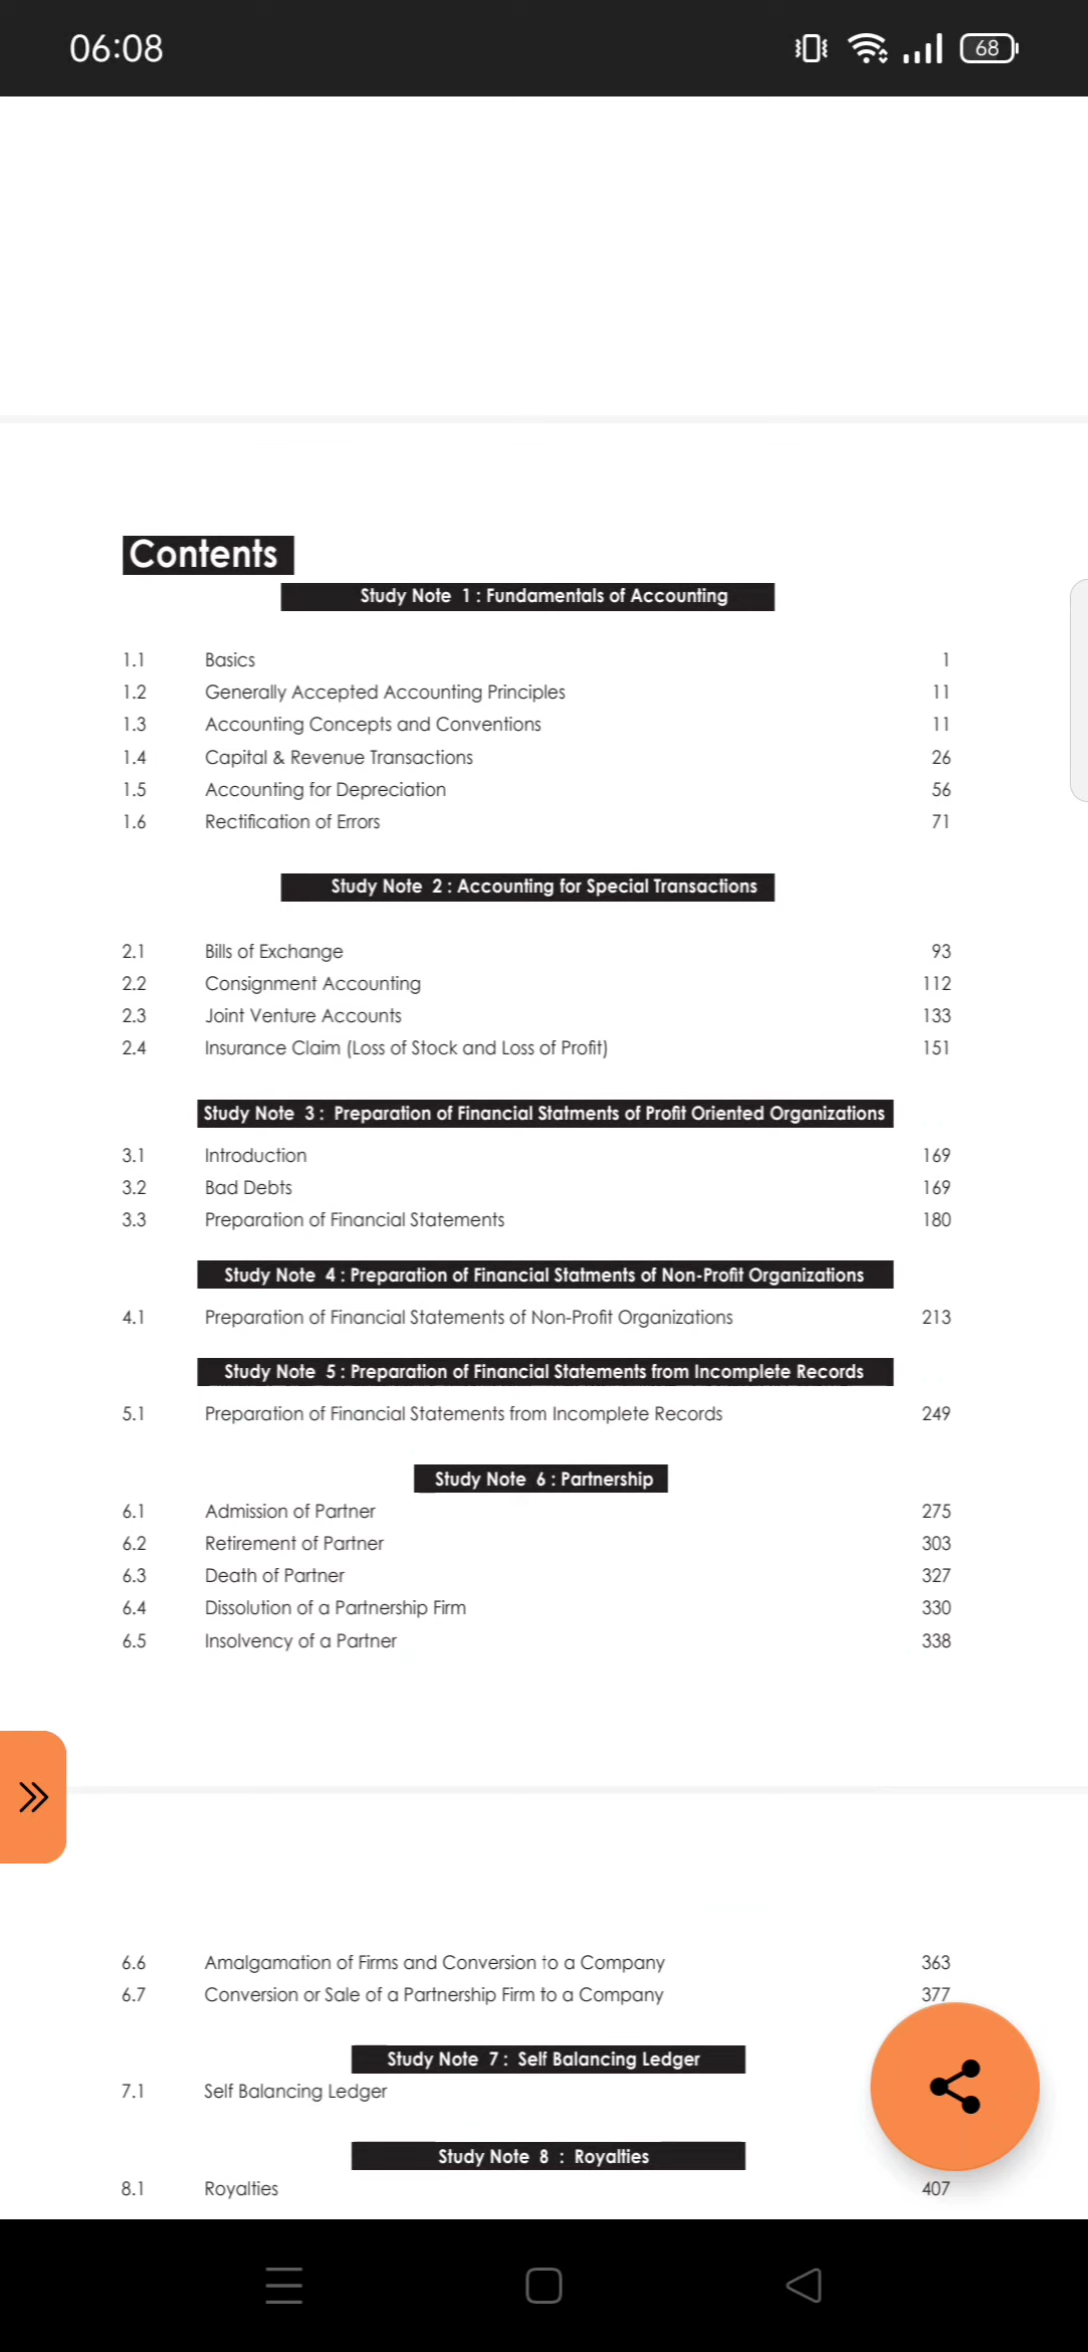 06:08
68
Contents
Study Note 1 : Fundamentals of Accounting
1.1 Basics 1
1.2 Generally Accepted Accounting Principles 11
1.3 Accounting Concepts and Conventions 11
1.4 Capital & Revenue Transactions 26
1.5 Accounting for Depreciation 56
1.6 Rectification of Errors 71
Study Note 2 : Accounting for Special Transactions
2.1 Bills of Exchange 93
2.2 Consignment Accounting 112
2.3 Joint Venture Accounts 133
2.4 Insurance Claim (Loss of Stock and Loss of Profit) 151
Study Note 3 : Preparation of Financial Statments of Profit Oriented Organizations
3.1 Introduction 169
3.2 Bad Debts 169
3.3 Preparation of Financial Statements 180
Study Note 4 : Preparation of Financial Statments of Non-Profit Organizations
4.1 Preparation of Financial Statements of Non-Profit Organizations 213
Study Note 5 : Preparation of Financial Statements from Incomplete Records
5.1 Preparation of Financial Statements from Incomplete Records 249
Study Note 6 : Partnership
6.1 Admission of Partner 275
6.2 Retirement of Partner 303
6.3 Death of Partner 327
6.4 Dissolution of a Partnership Firm 330
6.5 Insolvency of a Partner 338
6.6 Amalgamation of Firms and Conversion to a Company 363
6.7 Conversion or Sale of a Partnership Firm to a Company 377
Study Note 7 : Self Balancing Ledger
7.1 Self Balancing Ledger
Study Note 8 : Royalties
8.1 Royalties 407